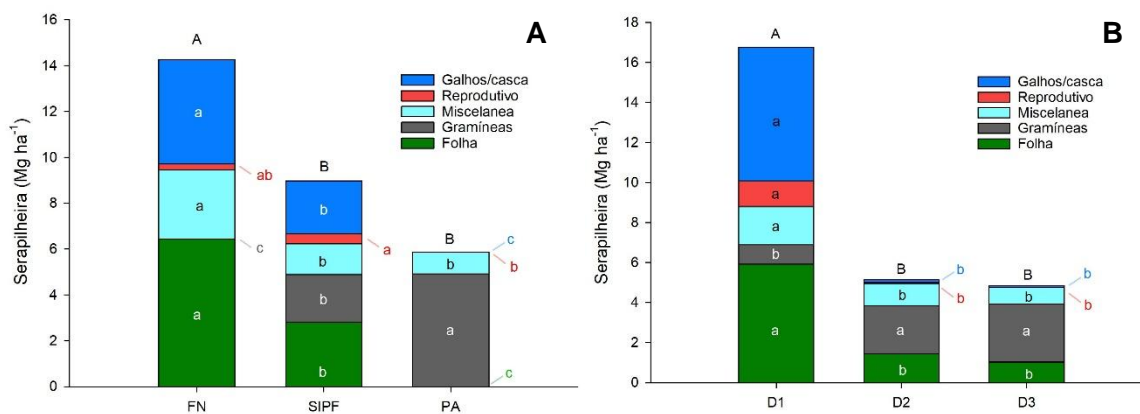 A
Serapilheira (Mg ha⁻¹)
16
14
12
10
8
6
4
2
0
Galhos/casca
Reprodutivo
Miscelanea
Gramíneas
Folha
A
a
ab
a
c
a
B
b
a
b
b
b
B
c
b
b
a
c
FN
SIPF
PA
B
Serapilheira (Mg ha⁻¹)
18
16
14
12
10
8
6
4
2
0
Galhos/casca
Reprodutivo
Miscelanea
Gramíneas
Folha
A
a
a
a
b
a
B
b
b
b
a
b
B
b
b
b
a
b
D1
D2
D3